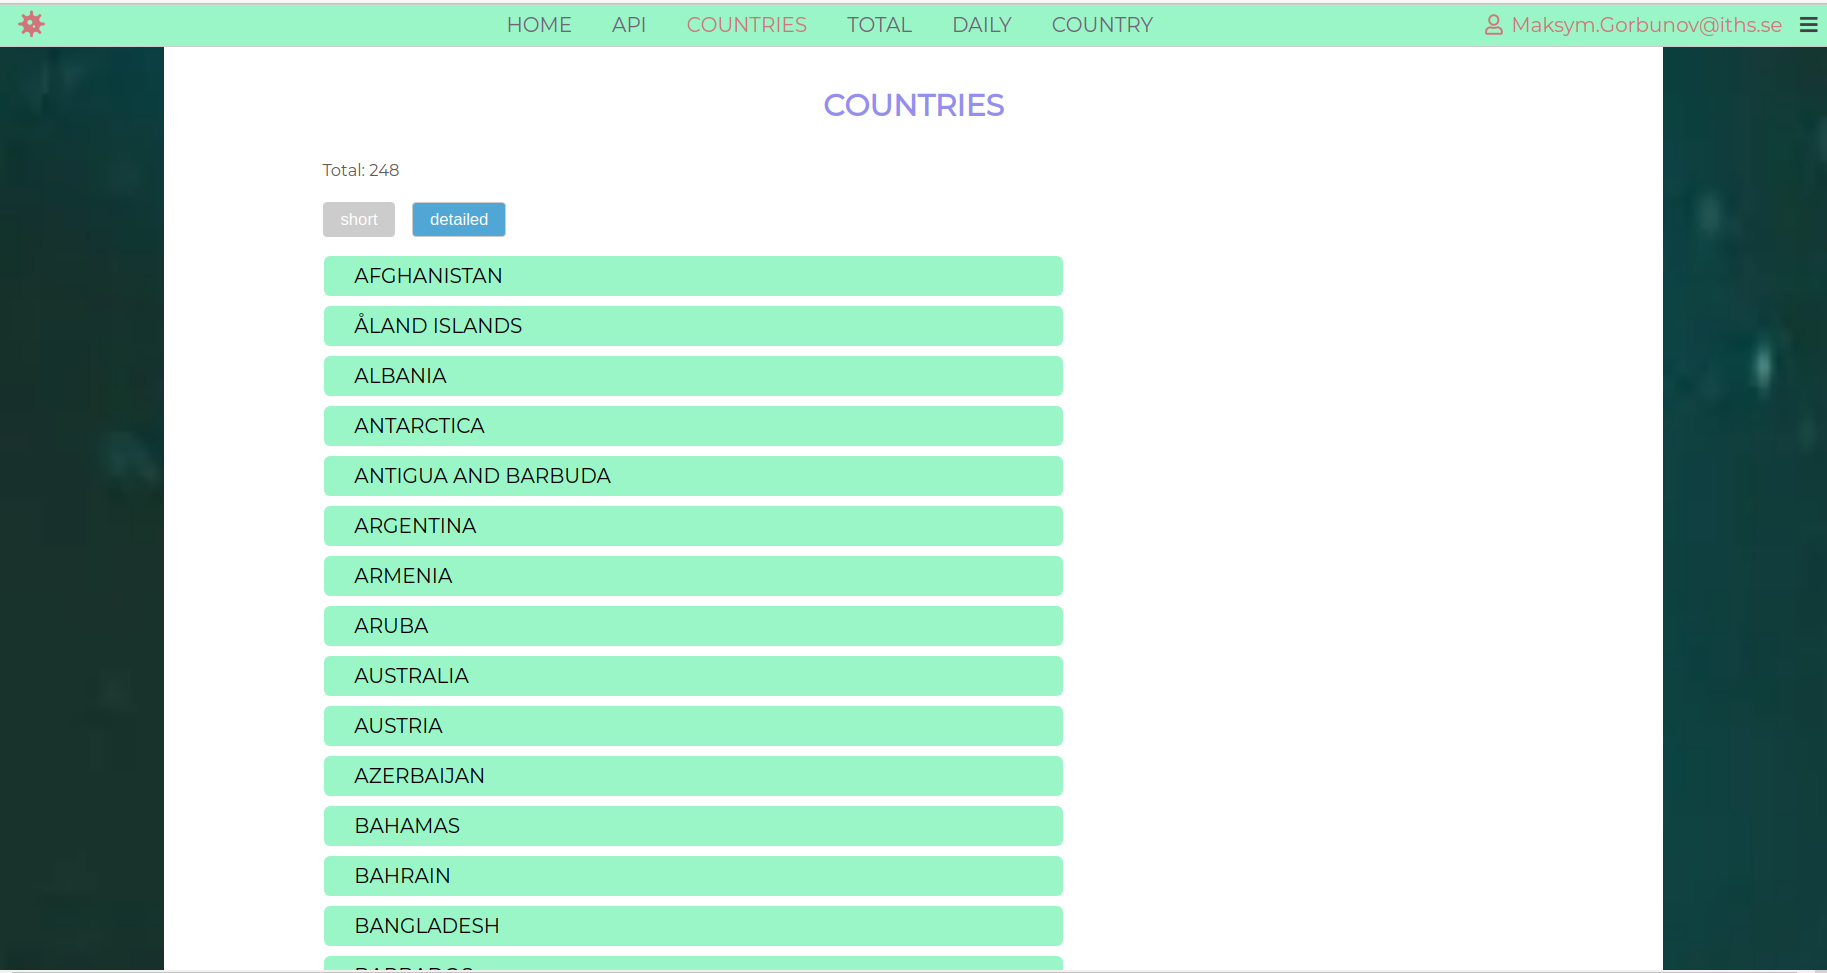 HOME API COUNTRIES TOTAL DAILY COUNTRY Maksym.Gorbunov@iths.se
COUNTRIES
Total: 248
short detailed
AFGHANISTAN
ÅLAND ISLANDS
ALBANIA
ANTARCTICA
ANTIGUA AND BARBUDA
ARGENTINA
ARMENIA
ARUBA
AUSTRALIA
AUSTRIA
AZERBAIJAN
BAHAMAS
BAHRAIN
BANGLADESH